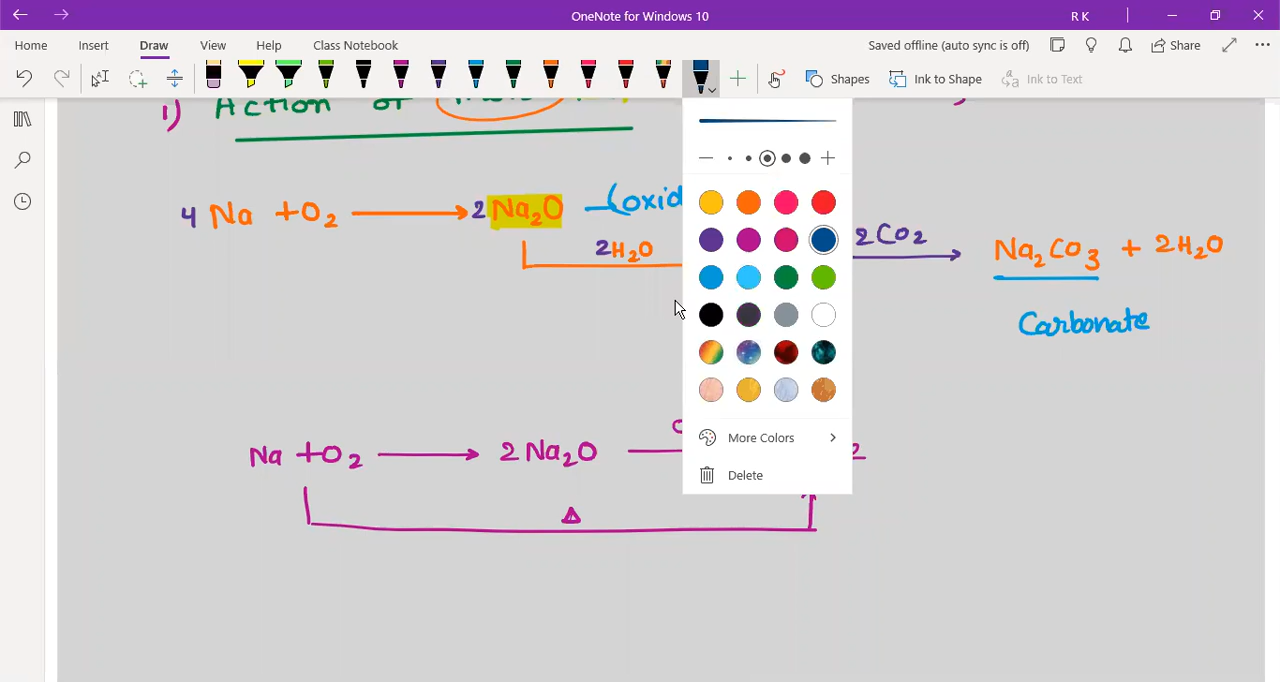 OneNote for Windows 10
R K
Home Insert Draw View Help Class Notebook
Saved offline (auto sync is off)
Share
Shapes
Ink to Shape
Ink to Text
1) Action of
4 Na + O2 → 2 Na2O
2H2O
2CO2 → Na2CO3 + 2H2O
Carbonate
Na + O2 → 2 Na2O
Δ
More Colors
Delete